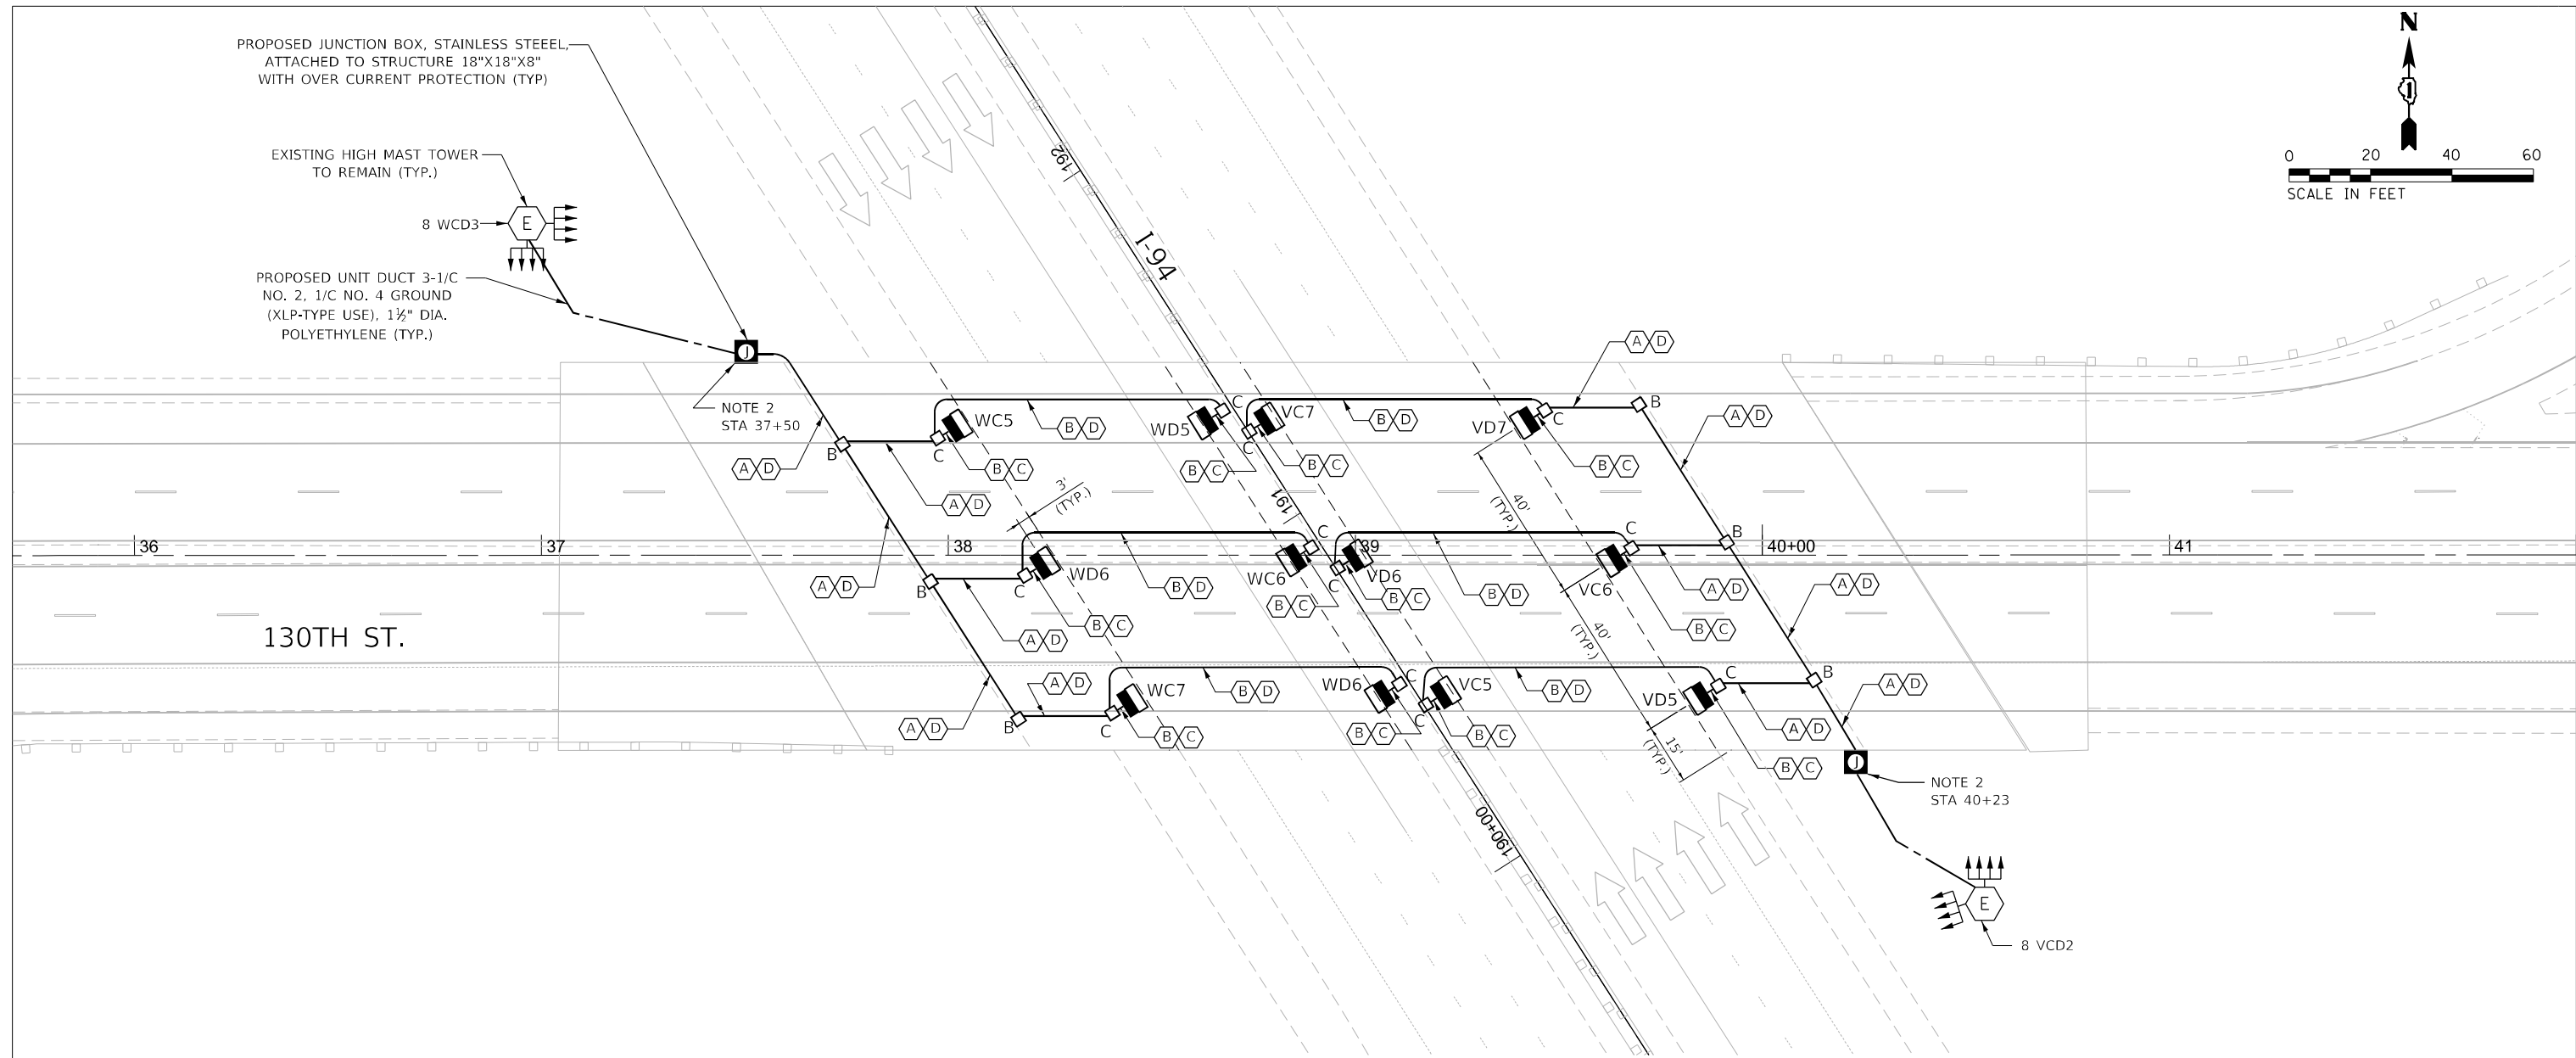 PROPOSED JUNCTION BOX, STAINLESS STEEEL,
ATTACHED TO STRUCTURE 18"X18"X8"
WITH OVER CURRENT PROTECTION (TYP)
N
0 20 40 60
SCALE IN FEET
EXISTING HIGH MAST TOWER
TO REMAIN (TYP.)
8 WCD3
E
PROPOSED UNIT DUCT 3-1/C
NO. 2, 1/C NO. 4 GROUND
(XLP-TYPE USE), 1½" DIA.
POLYETHYLENE (TYP.)
192
I-94
J
A D
NOTE 2
STA 37+50
B
A D
WC5
C
B D
WD5
C
VC7
C
B D
VD7
C
B
A D
A D
B C
B C
B C
B C
A D
3'
(TYP.)
191
40'
(TYP.)
36
37
38
39
40+00
41
A D
B
C
WD6
B D
WC6
C
C
VD6
B D
VC6
C
A D
B
A D
B C
B C
B C
B C
A D
40'
(TYP.)
130TH ST.
A D
A D
B
C
WC7
B D
WD6
C
C
VC5
B D
VD5
C
A D
B
A D
B C
B C
B C
B C
15'
(TYP.)
J
NOTE 2
STA 40+23
190+00
E
8 VCD2